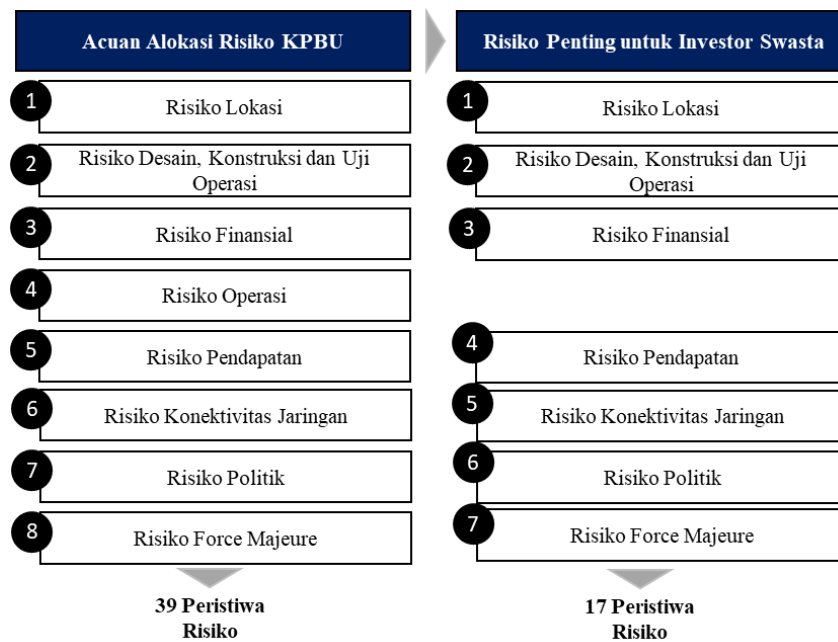 Acuan Alokasi Risiko KPBU
1
Risiko Lokasi
2
Risiko Desain, Konstruksi dan Uji
Operasi
3
Risiko Finansial
4
Risiko Operasi
5
Risiko Pendapatan
6
Risiko Konektivitas Jaringan
7
Risiko Politik
8
Risiko Force Majeure
39 Peristiwa
Risiko
Risiko Penting untuk Investor Swasta
1
Risiko Lokasi
2
Risiko Desain, Konstruksi dan Uji
Operasi
3
Risiko Finansial
4
Risiko Pendapatan
5
Risiko Konektivitas Jaringan
6
Risiko Politik
7
Risiko Force Majeure
17 Peristiwa
Risiko